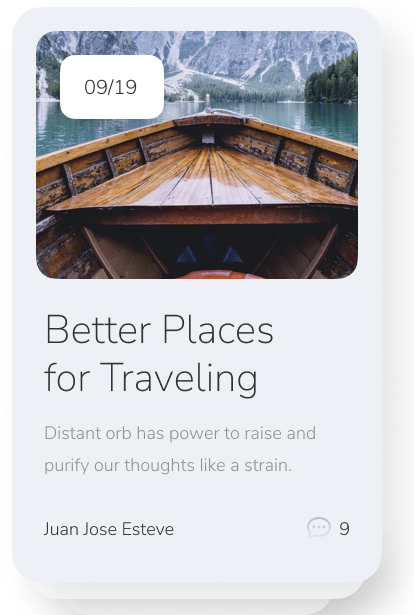 09/19
Better Places
for Traveling
Distant orb has power to raise and
purify our thoughts like a strain.
Juan Jose Esteve
9